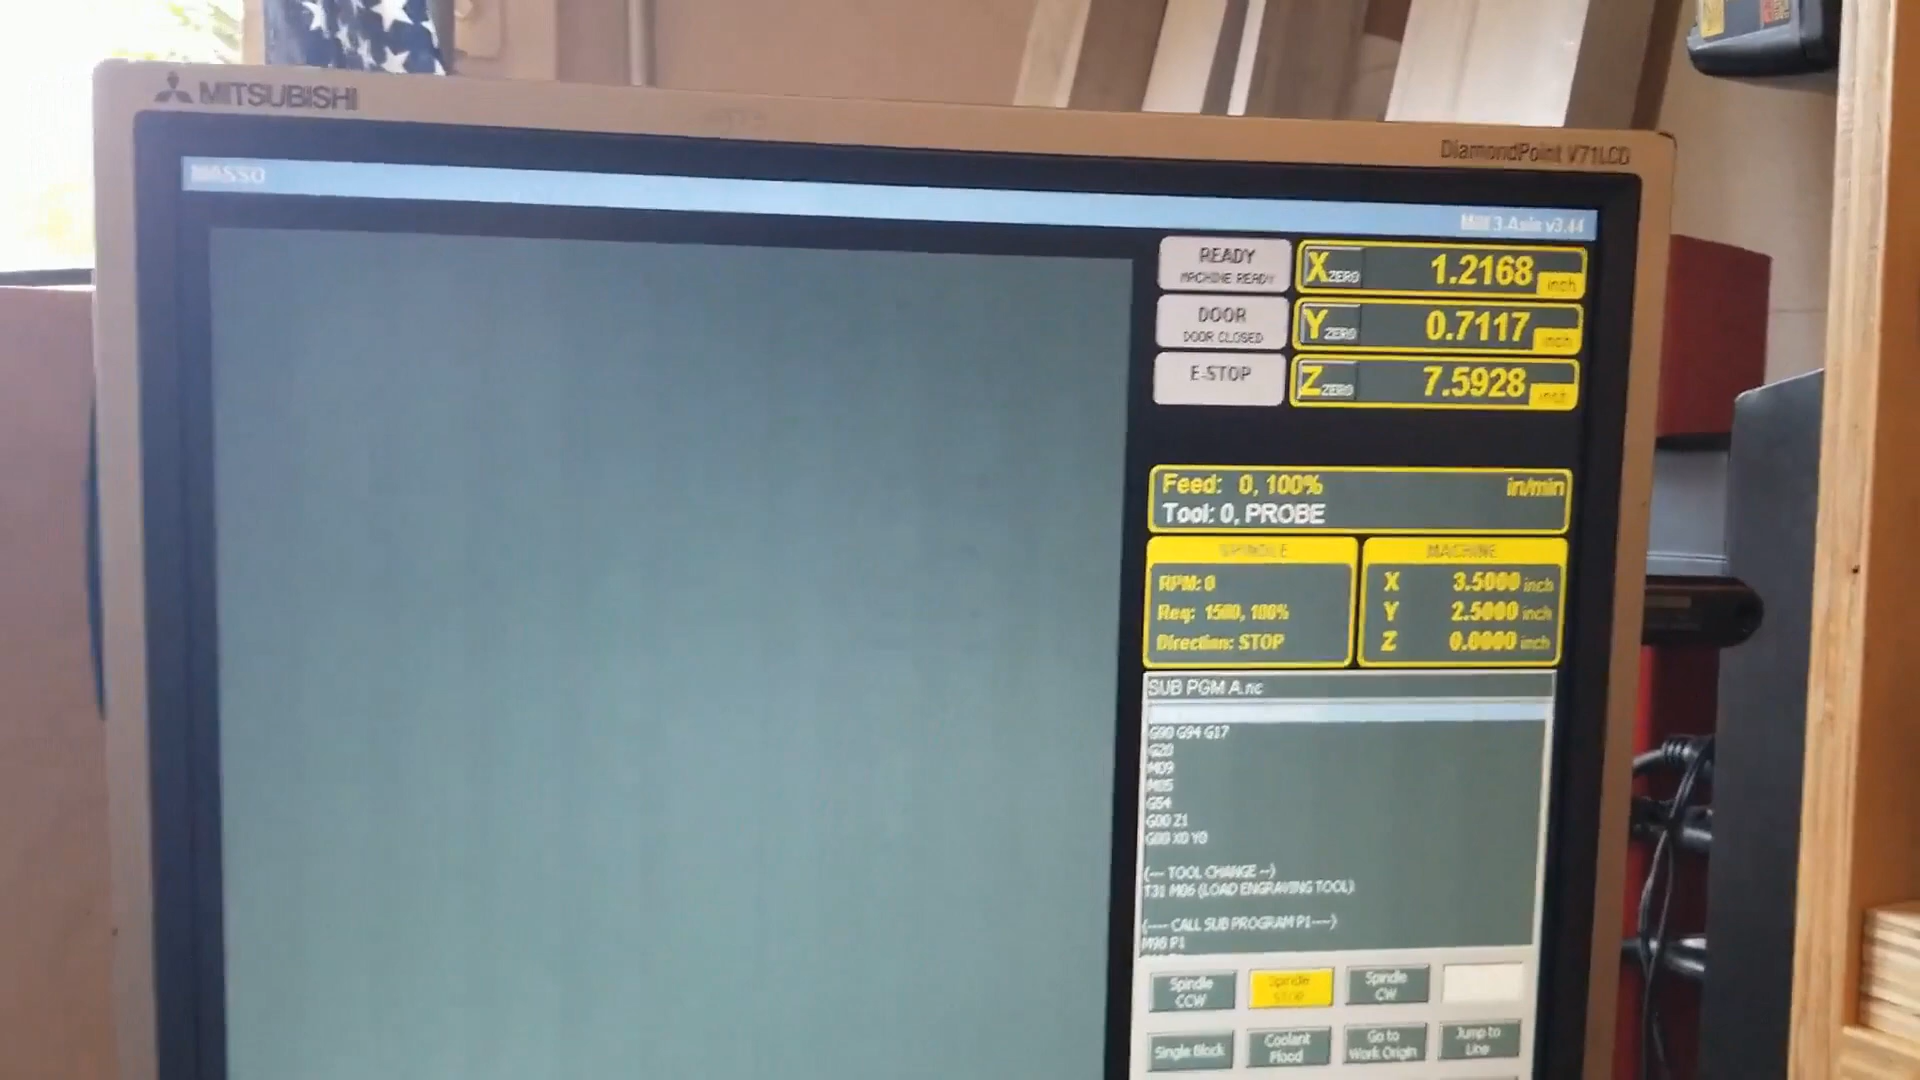 MITSUBISHI
DiamondPoint V71LCD
MASSO
Mill 3-Axis v3.44
READY
MACHINE READY
X ZERO 1.2168 inch
DOOR
DOOR CLOSED
Y ZERO 0.7117 inch
E-STOP
Z ZERO 7.5928 inch
Feed: 0, 100% in/min
Tool: 0, PROBE
SPINDLE
RPM: 0
Req: 1500, 100%
Direction: STOP
MACHINE
X 3.5000 inch
Y 2.5000 inch
Z 0.0000 inch
SUB PGM A.nc
G90 G94 G17
G20
M09
M05
G54
G00 Z1
G00 X0 Y0
(--- TOOL CHANGE --)
T31 M06 (LOAD ENGRAVING TOOL)
(---- CALL SUB PROGRAM P1----)
M98 P1
Spindle CCW
Spindle STOP
Spindle CW
Single Block
Coolant Flood
Go to Work Origin
Jump to Line